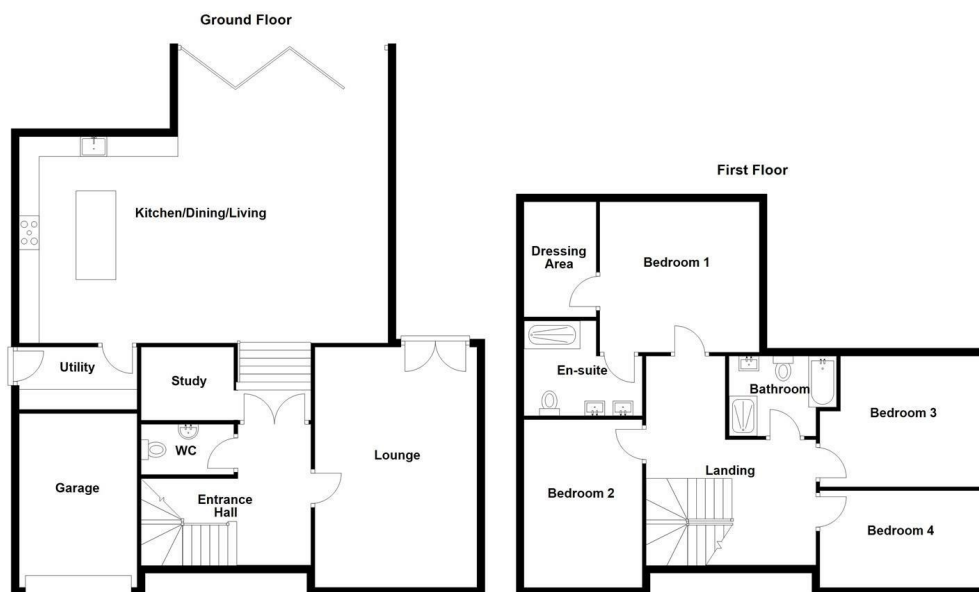 Ground Floor
Kitchen/Dining/Living
Utility
Study
WC
Lounge
Garage
Entrance
Hall
First Floor
Dressing
Area
Bedroom 1
En-suite
Bathroom
Bedroom 3
Bedroom 2
Landing
Bedroom 4